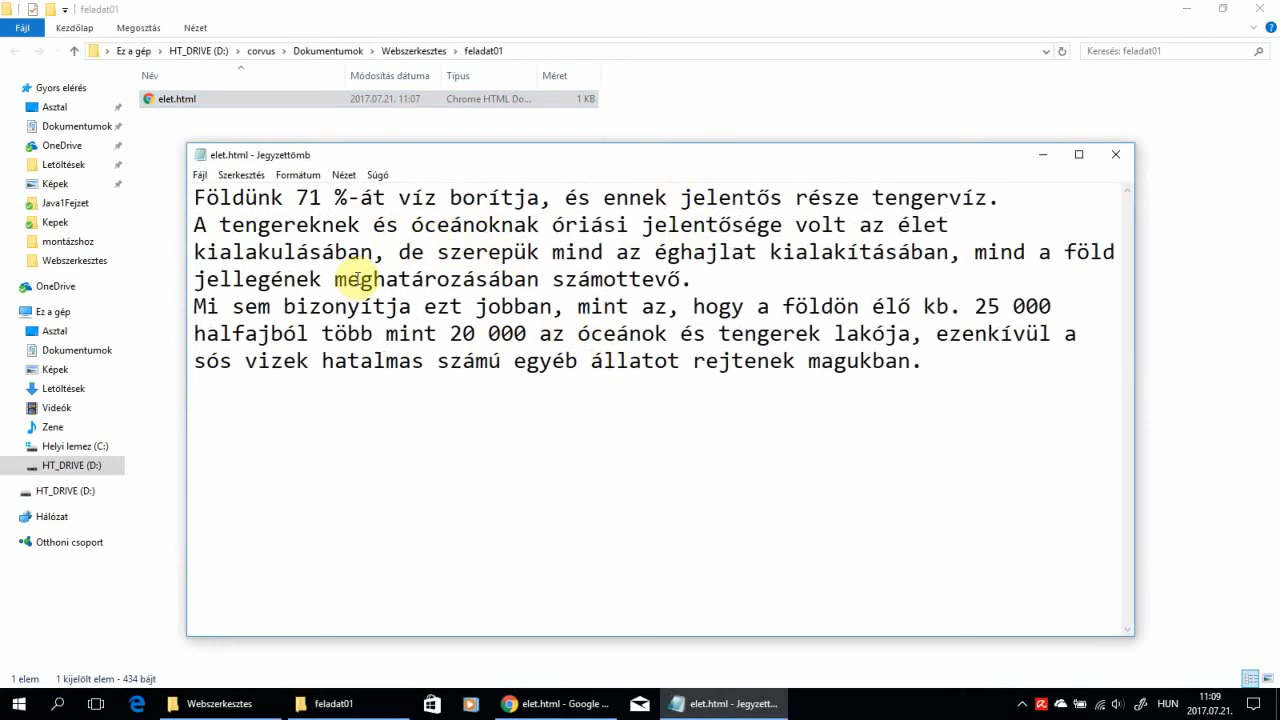 feladat01
Fájl Kezdőlap Megosztás Nézet
Ez a gép HT_DRIVE (D:) corvus Dokumentumok Webszerkesztes feladat01 Keresés: feladat01
Név Módosítás dátuma Típus Méret
elet.html 2017.07.21. 11:07 Chrome HTML Do... 1 KB
Gyors elérés
Asztal
Dokumentumok
OneDrive
Letöltések
Képek
Java1Fejzet
Kepek
montázshoz
Webszerkesztes
OneDrive
Ez a gép
Asztal
Dokumentumok
Képek
Letöltések
Videók
Zene
Helyi lemez (C:)
HT_DRIVE (D:)
HT_DRIVE (D:)
Hálózat
Otthoni csoport
elet.html - Jegyzettömb
Fájl Szerkesztés Formátum Nézet Súgó
Földünk 71 %-át víz borítja, és ennek jelentős része tengervíz.
A tengereknek és óceánoknak óriási jelentősége volt az élet
kialakulásában, de szerepük mind az éghajlat kialakításában, mind a föld
jellegének meghatározásában számottevő.
Mi sem bizonyítja ezt jobban, mint az, hogy a földön élő kb. 25 000
halfajból több mint 20 000 az óceánok és tengerek lakója, ezenkívül a
sós vizek hatalmas számú egyéb állatot rejtenek magukban.
1 elem 1 kijelölt elem - 434 bájt
Webszerkesztes feladat01 elet.html - Google ... elet.html - Jegyzett... HUN 11:09
2017.07.21.